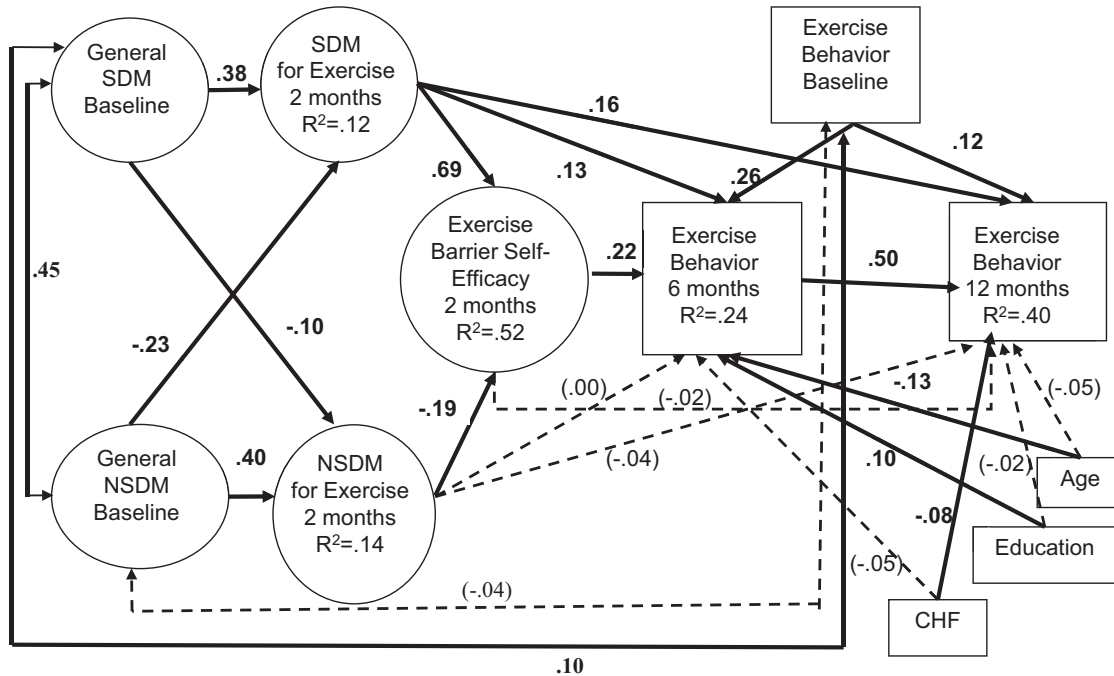 General
SDM
Baseline
.38
SDM
for Exercise
2 months
R²=.12
Exercise
Behavior
Baseline
.16
.12
.69
.13
.26
.45
Exercise
Barrier Self-
Efficacy
2 months
R²=.52
.22
Exercise
Behavior
6 months
R²=.24
.50
Exercise
Behavior
12 months
R²=.40
-.23
-.10
-.19
(.00)
(-.02)
-.13
(-.05)
General
NSDM
Baseline
.40
NSDM
for Exercise
2 months
R²=.14
(-.04)
.10
(-.02)
Age
-.08
Education
(-.05)
(-.04)
CHF
.10